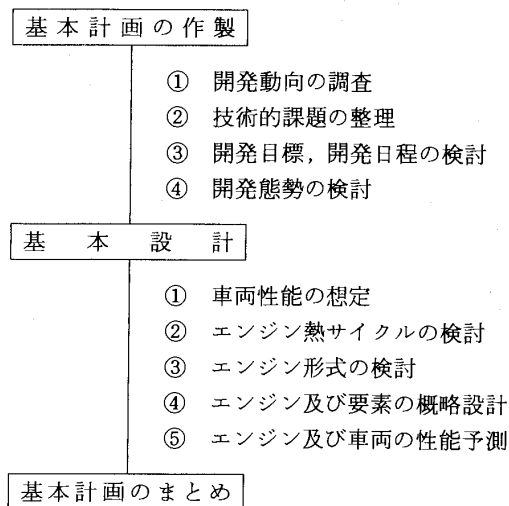 基本計画の作製
① 開発動向の調査
② 技術的課題の整理
③ 開発目標，開発日程の検討
④ 開発態勢の検討
基本設計
① 車両性能の想定
② エンジン熱サイクルの検討
③ エンジン形式の検討
④ エンジン及び要素の概略設計
⑤ エンジン及び車両の性能予測
基本計画のまとめ